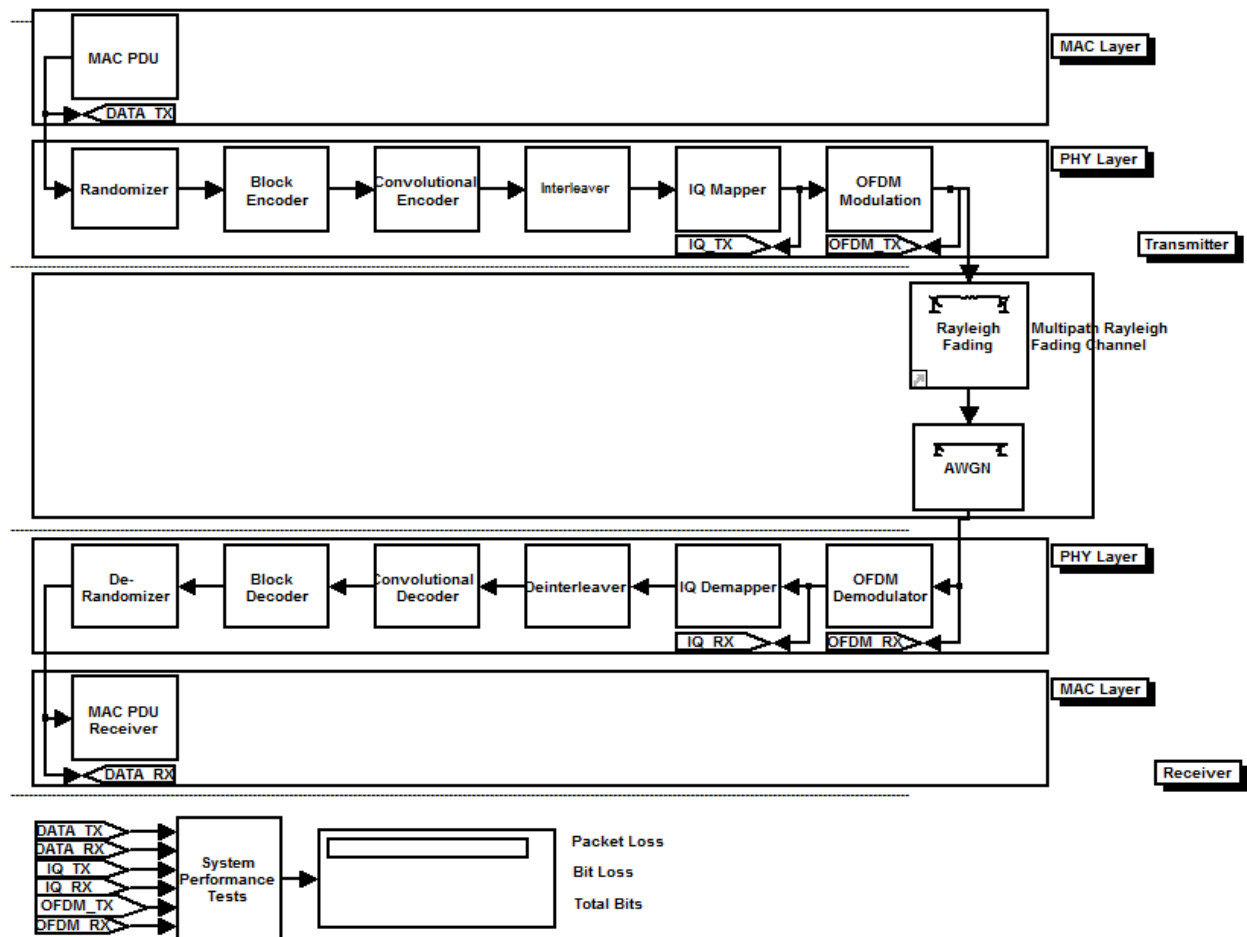 MAC PDU
MAC Layer
DATA_TX
Randomizer
Block
Encoder
Convolutional
Encoder
Interleaver
IQ Mapper
OFDM
Modulation
PHY Layer
IQ_TX
OFDM_TX
Transmitter
Rayleigh
Fading
Multipath Rayleigh
Fading Channel
AWGN
De-
Randomizer
Block
Decoder
Convolutional
Decoder
Deinterleaver
IQ Demapper
OFDM
Demodulator
PHY Layer
IQ_RX
OFDM_RX
MAC PDU
Receiver
MAC Layer
DATA_RX
Receiver
DATA_TX
DATA_RX
IQ_TX
IQ_RX
OFDM_TX
OFDM_RX
System
Performance
Tests
Packet Loss
Bit Loss
Total Bits